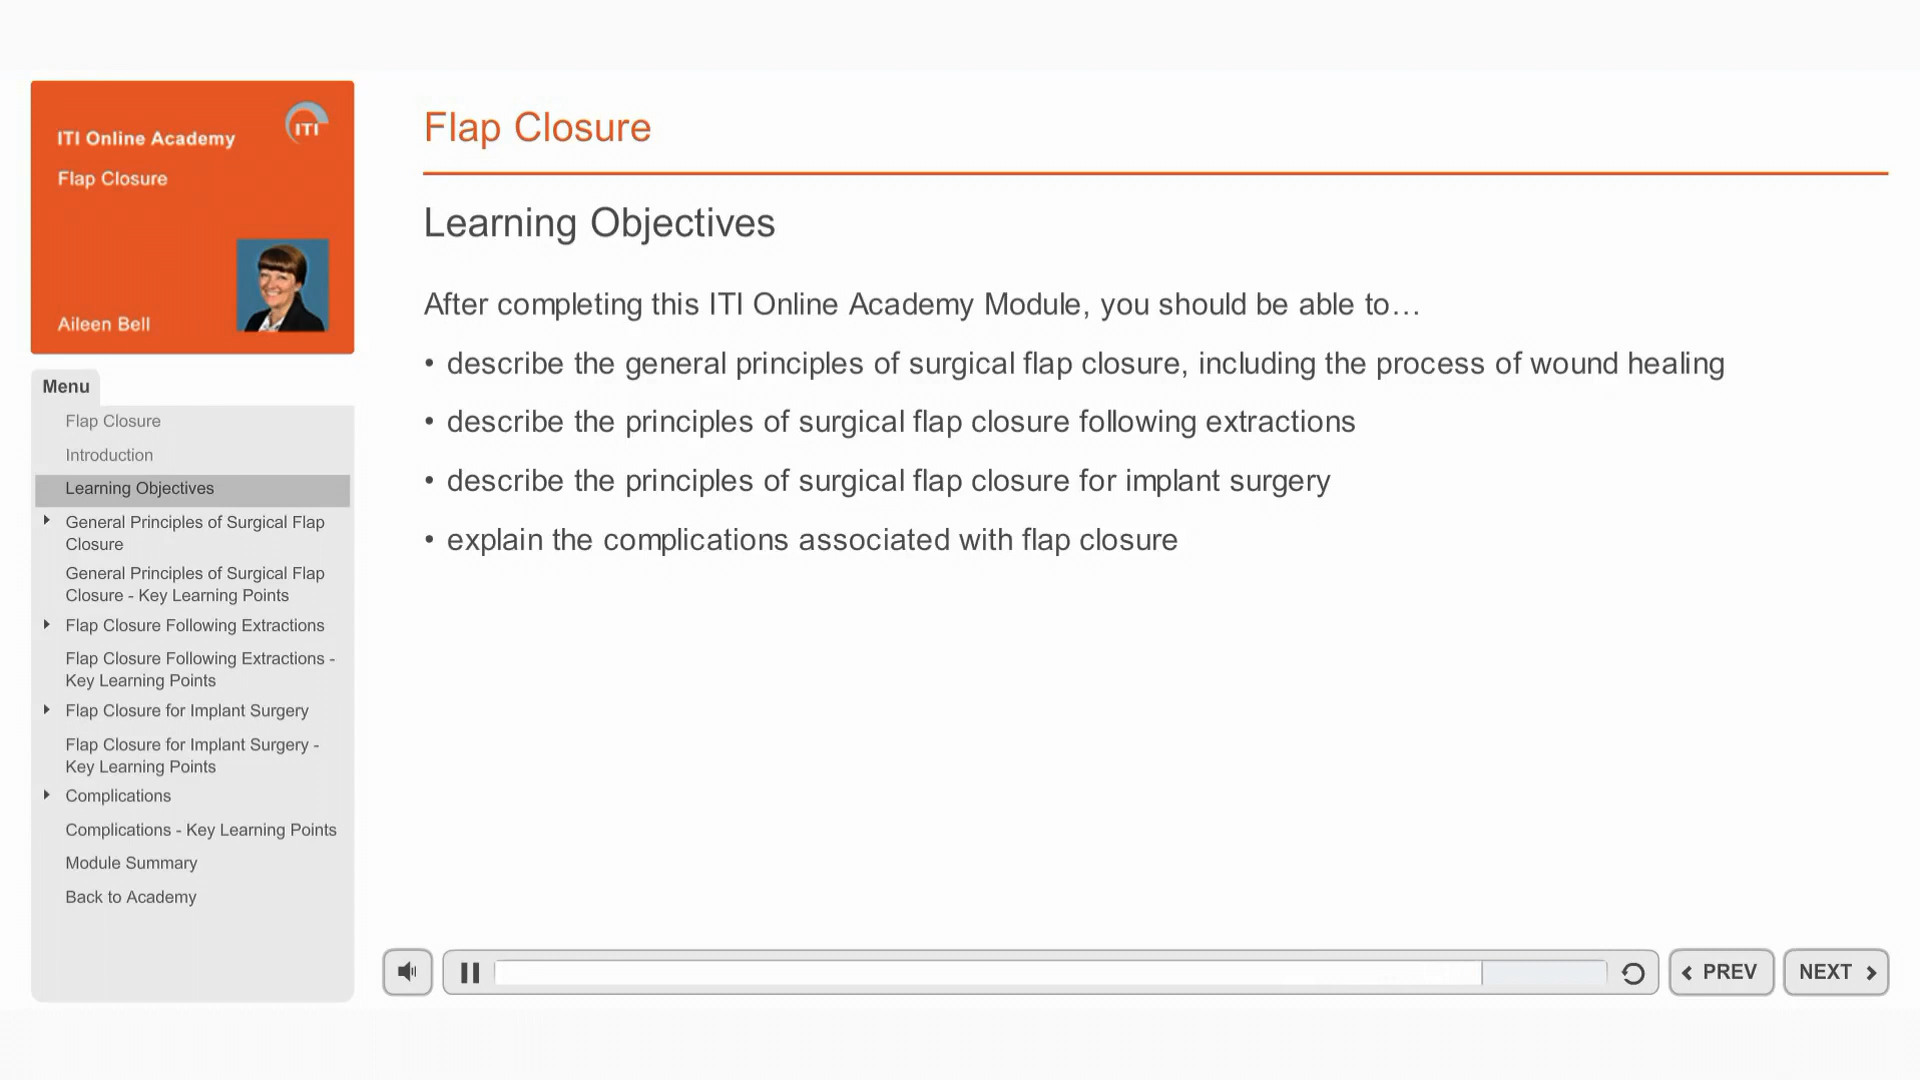 ITI Online Academy
ITI
Flap Closure
Aileen Bell
Menu
Flap Closure
Introduction
Learning Objectives
General Principles of Surgical Flap
Closure
General Principles of Surgical Flap
Closure - Key Learning Points
Flap Closure Following Extractions
Flap Closure Following Extractions -
Key Learning Points
Flap Closure for Implant Surgery
Flap Closure for Implant Surgery -
Key Learning Points
Complications
Complications - Key Learning Points
Module Summary
Back to Academy
Flap Closure
Learning Objectives
After completing this ITI Online Academy Module, you should be able to…
• describe the general principles of surgical flap closure, including the process of wound healing
• describe the principles of surgical flap closure following extractions
• describe the principles of surgical flap closure for implant surgery
• explain the complications associated with flap closure
PREV
NEXT